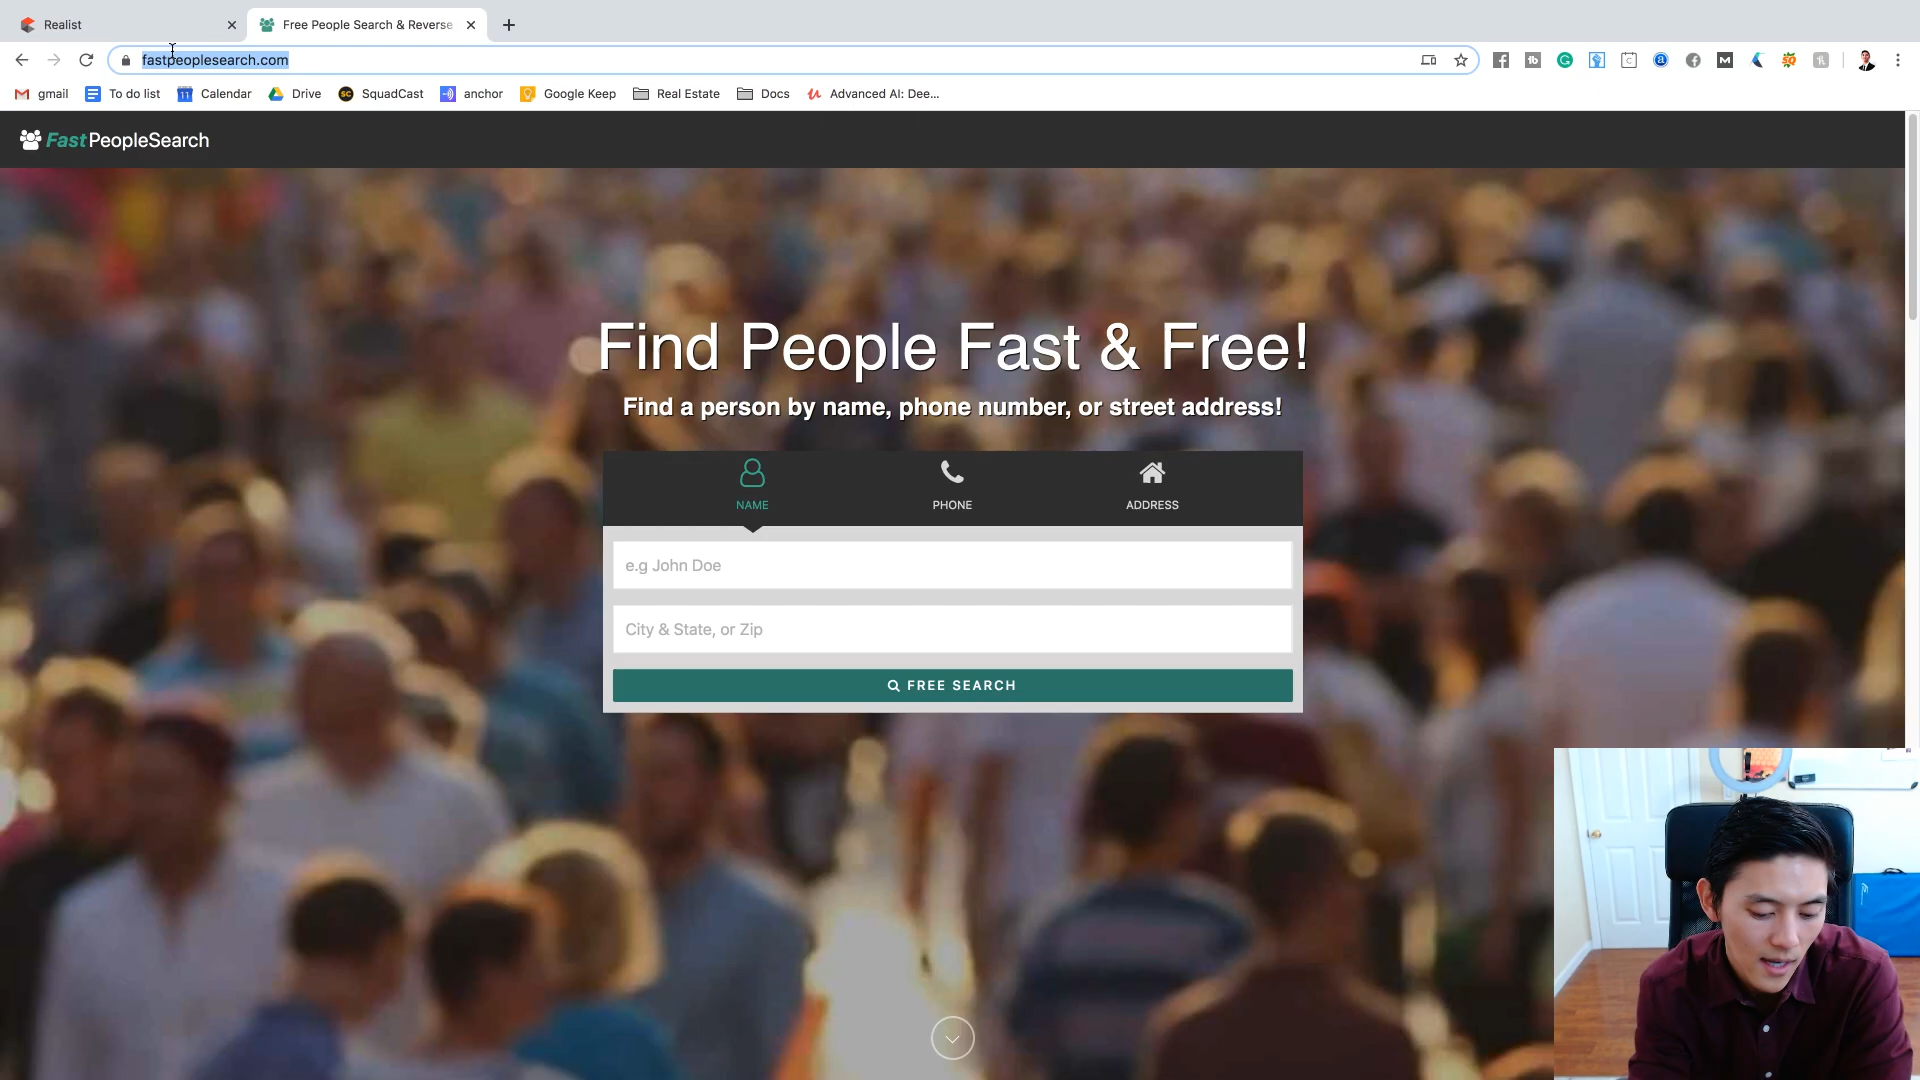 Realist
Free People Search & Reverse
fastpeoplesearch.com
gmail
To do list
Calendar
Drive
SquadCast
anchor
Google Keep
Real Estate
Docs
Advanced AI: Dee...
FastPeopleSearch
Find People Fast & Free!
Find a person by name, phone number, or street address!
NAME
PHONE
ADDRESS
e.g John Doe
City & State, or Zip
FREE SEARCH